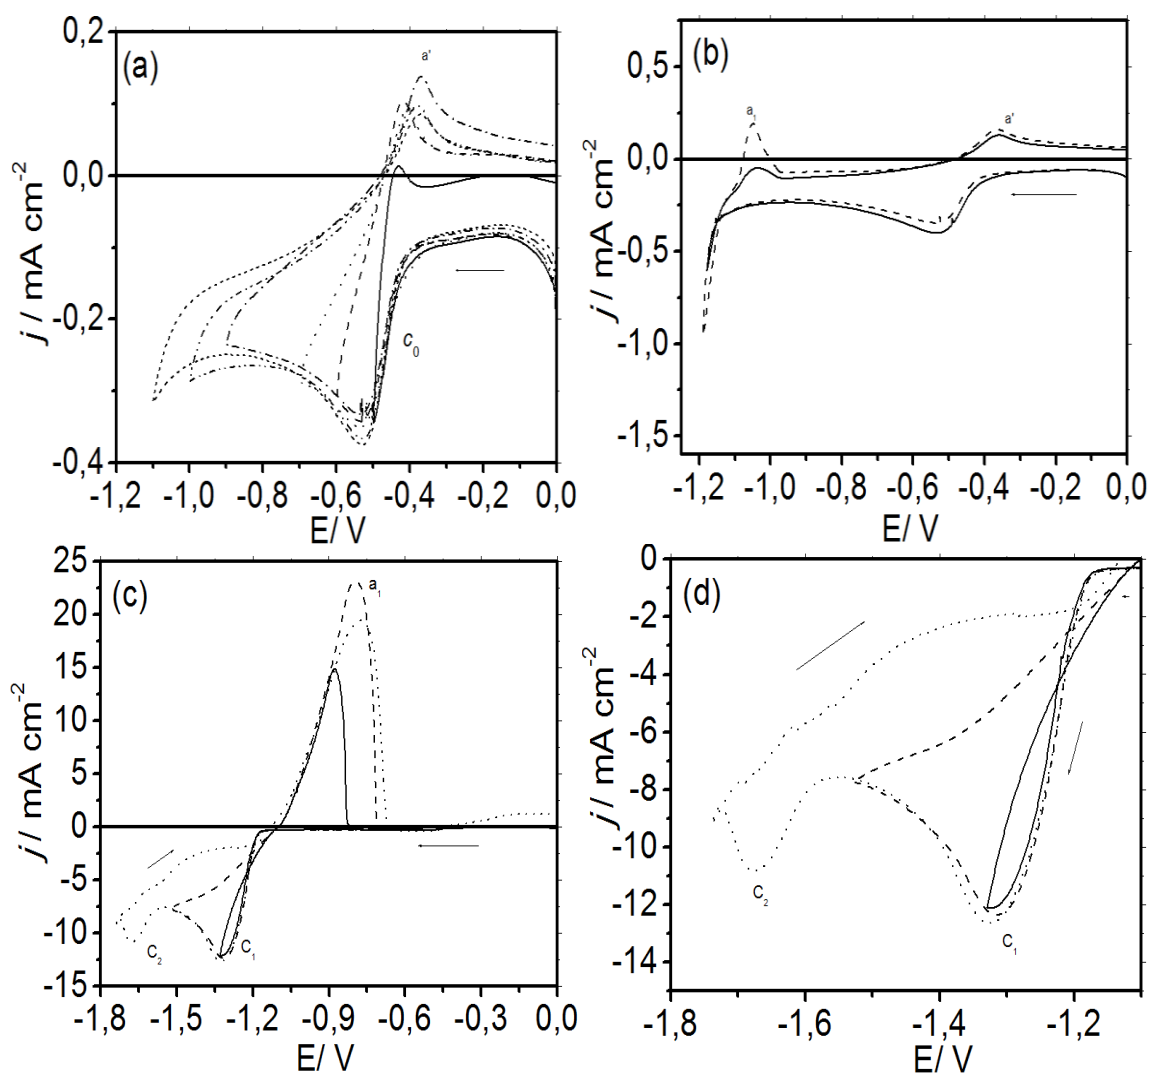 (a)
0,2
0,0
-0,2
-0,4
j / mA cm⁻²
a'
c₀
-1,2 -1,0 -0,8 -0,6 -0,4 -0,2 0,0
E/ V
(b)
0,5
0,0
-0,5
-1,0
-1,5
j / mA cm⁻²
a₁
a'
-1,2 -1,0 -0,8 -0,6 -0,4 -0,2 0,0
E/ V
(c)
25
20
15
10
5
0
-5
-10
-15
j / mA cm⁻²
a₁
C₂
C₁
-1,8 -1,5 -1,2 -0,9 -0,6 -0,3 0,0
E/ V
(d)
0
-2
-4
-6
-8
-10
-12
-14
j / mA cm⁻²
C₂
C₁
-1,8 -1,6 -1,4 -1,2
E/ V